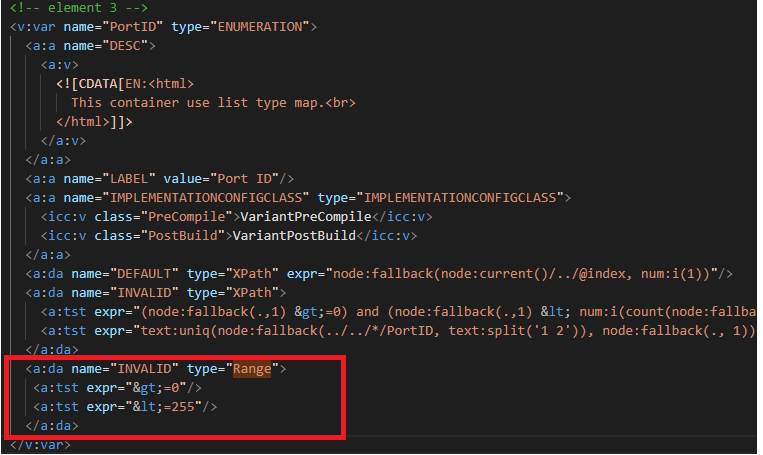 <!-- element 3 -->
<v:var name="PortID" type="ENUMERATION">
<a:a name="DESC">
<a:v>
<![CDATA[EN:<html>
This container use list type map.<br>
</html>]]>
</a:v>
</a:a>
<a:a name="LABEL" value="Port ID"/>
<a:a name="IMPLEMENTATIONCONFIGCLASS" type="IMPLEMENTATIONCONFIGCLASS">
<icc:v class="PreCompile">VariantPreCompile</icc:v>
<icc:v class="PostBuild">VariantPostBuild</icc:v>
</a:a>
<a:da name="DEFAULT" type="XPath" expr="node:fallback(node:current()/../@index, num:i(1))"/>
<a:da name="INVALID" type="XPath">
<a:tst expr="(node:fallback(.,1) &gt;=0) and (node:fallback(.,1) &lt; num:i(count(node:fallba
<a:tst expr="text:uniq(node:fallback(../../*/PortID, text:split('1 2')), node:fallback(., 1))
</a:da>
<a:da name="INVALID" type="Range">
<a:tst expr="&gt;=0"/>
<a:tst expr="&lt;=255"/>
</a:da>
</v:var>